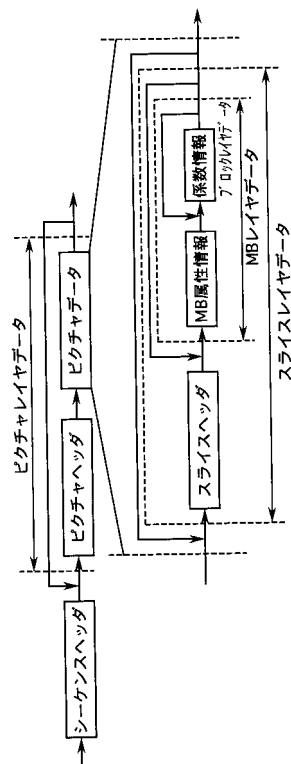 ピクチャレイヤデータ
シーケンスヘッダ
ピクチャヘッダ
ピクチャデータ
スライスヘッダ
MB属性情報
係数情報
ブロックレイヤデータ
MBレイヤデータ
スライスレイヤデータ